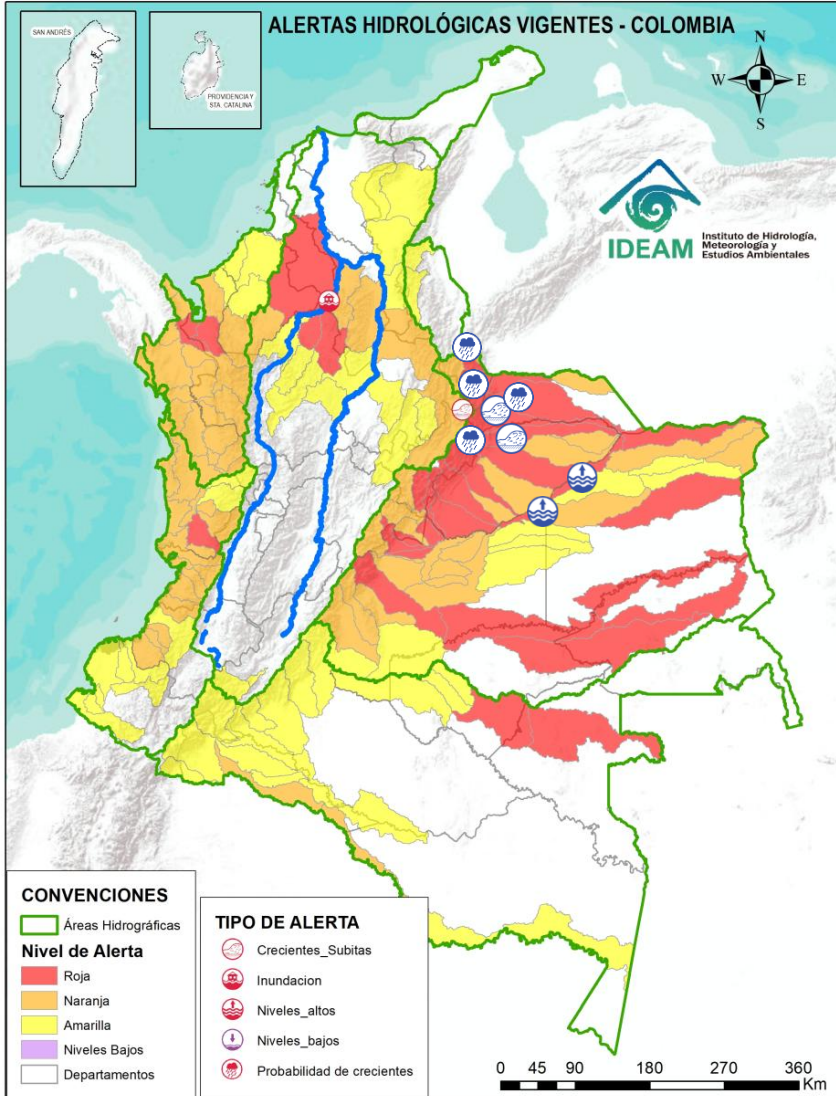 ALERTAS HIDROLÓGICAS VIGENTES - COLOMBIA
SAN ANDRÉS
PROVIDENCIA Y
STA. CATALINA
N
W
E
S
IDEAM
Instituto de Hidrología,
Meteorología y
Estudios Ambientales
CONVENCIONES
Áreas Hidrográficas
Nivel de Alerta
Roja
Naranja
Amarilla
Niveles Bajos
Departamentos
TIPO DE ALERTA
Crecientes_Subitas
Inundacion
Niveles_altos
Niveles_bajos
Probabilidad de crecientes
0 45 90 180 270 360
Km